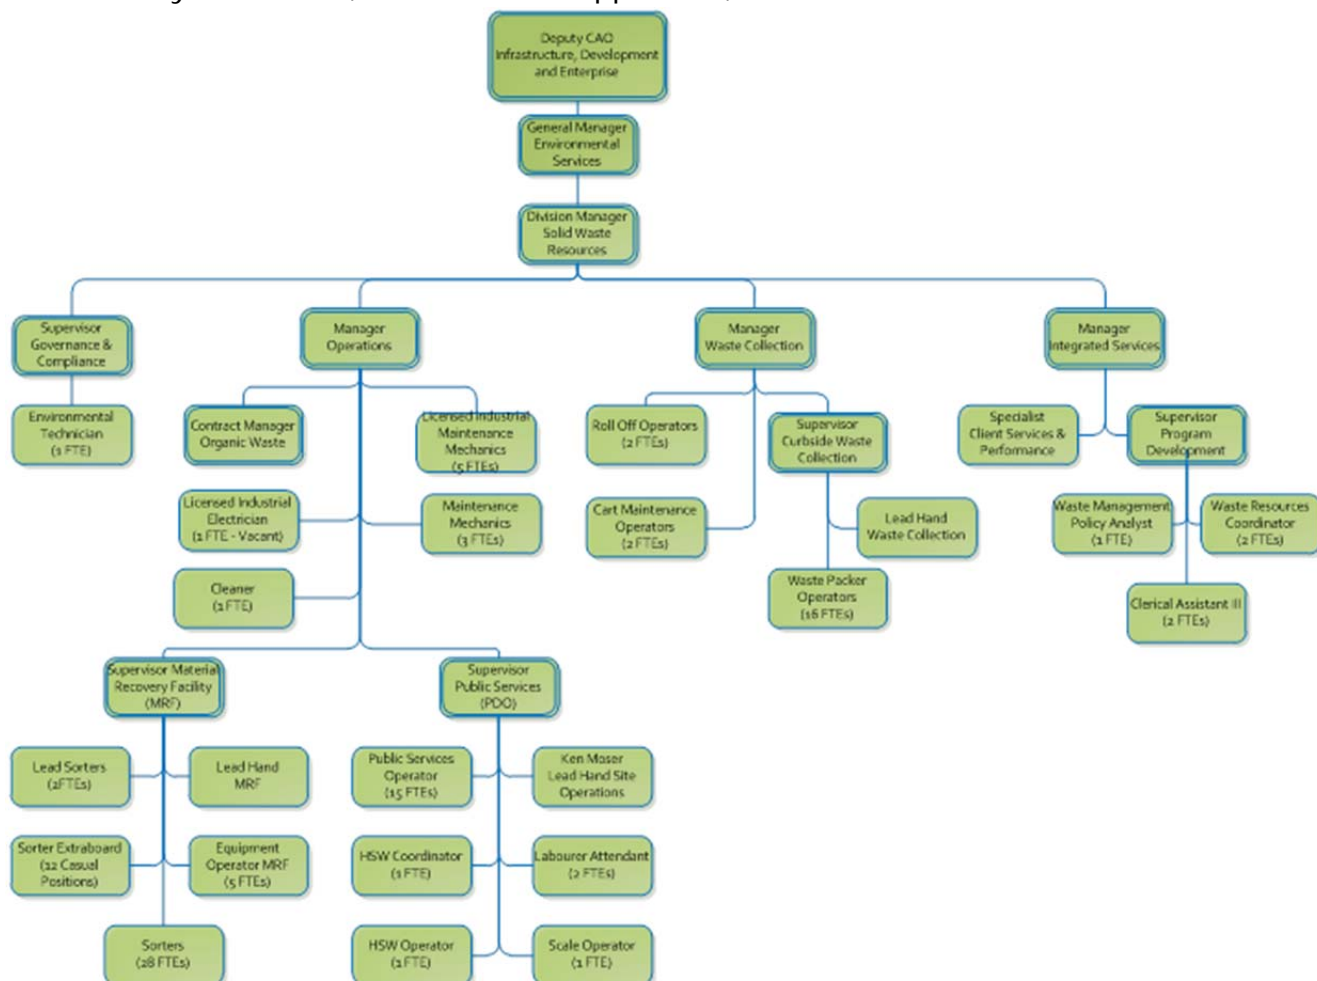 Deputy CAO
Infrastructure, Development
and Enterprise
General Manager
Environmental
Services
Division Manager
Solid Waste
Resources
Supervisor
Governance &
Compliance
Manager
Operations
Manager
Waste Collection
Manager
Integrated Services
Environmental
Technician
(1 FTE)
Contract Manager
Organic Waste
Licensed Industrial
Maintenance
Mechanics
(5 FTEs)
Roll Off Operators
(2 FTEs)
Supervisor
Curbside Waste
Collection
Specialist
Client Services &
Performance
Supervisor
Program
Development
Licensed Industrial
Electrician
(1 FTE - Vacant)
Maintenance
Mechanics
(3 FTEs)
Cart Maintenance
Operators
(2 FTEs)
Lead Hand
Waste Collection
Waste Management
Policy Analyst
(1 FTE)
Waste Resources
Coordinator
(2 FTEs)
Cleaner
(1 FTE)
Waste Packer
Operators
(16 FTEs)
Clerical Assistant III
(2 FTEs)
Supervisor Material
Recovery Facility
(MRF)
Supervisor
Public Services
(PDO)
Lead Sorters
(2FTEs)
Lead Hand
MRF
Public Services
Operator
(15 FTEs)
Ken Moser
Lead Hand Site
Operations
Sorter Extraboard
(12 Casual
Positions)
Equipment
Operator MRF
(5 FTEs)
HSW Coordinator
(1 FTE)
Labourer Attendant
(2 FTEs)
Sorters
(28 FTEs)
HSW Operator
(1 FTE)
Scale Operator
(1 FTE)